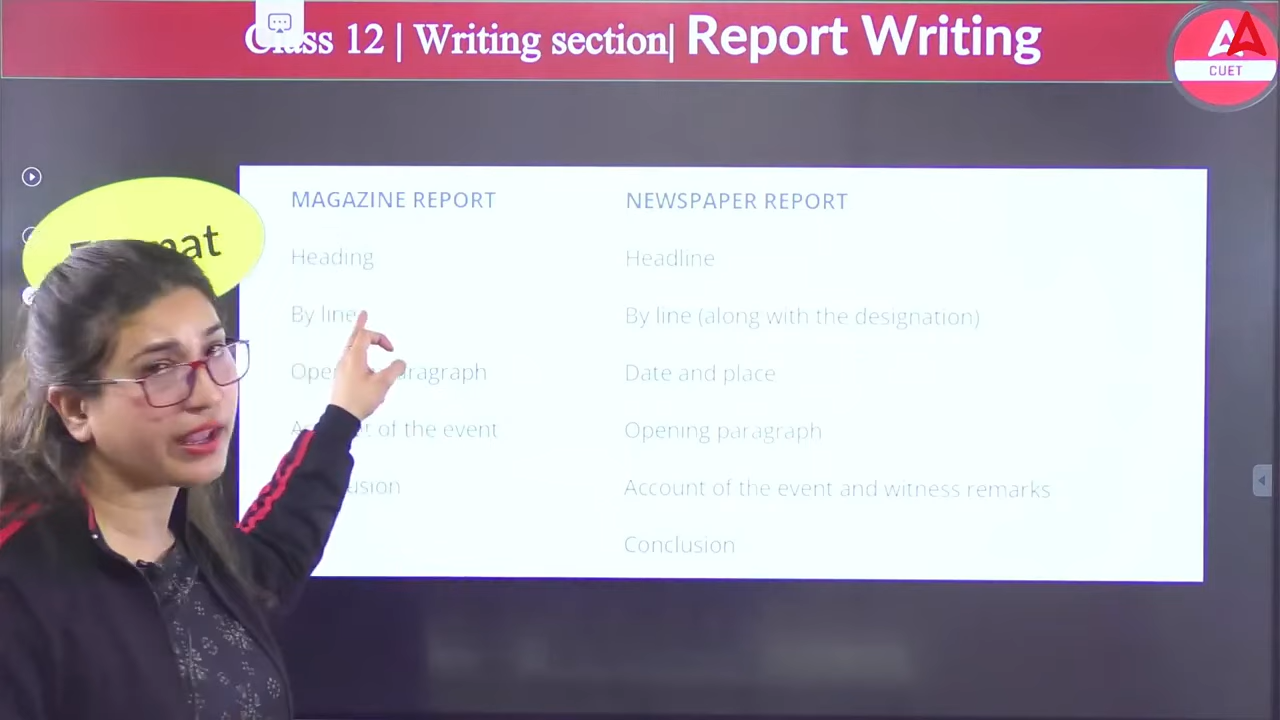 Class 12 | Writing section| Report Writing
CUET
MAGAZINE REPORT
Heading
By line
paragraph
of the event
NEWSPAPER REPORT
Headline
By line (along with the designation)
Date and place
Opening paragraph
Account of the event and witness remarks
Conclusion